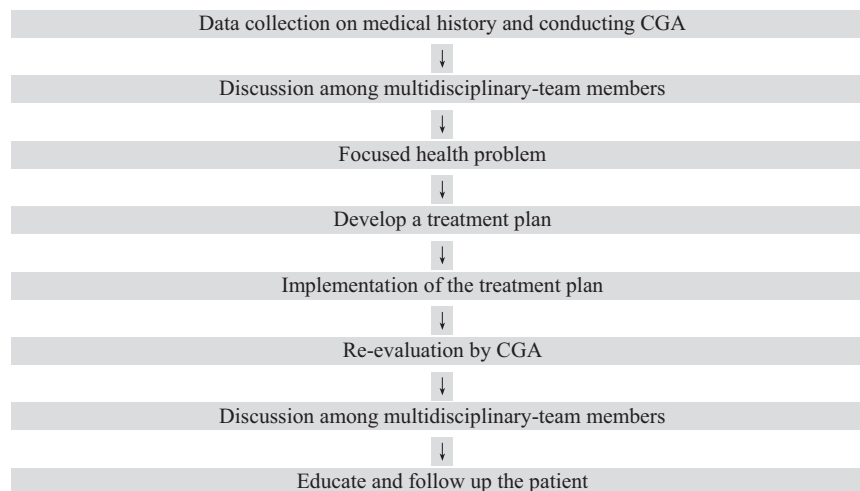 Data collection on medical history and conducting CGA
↓
Discussion among multidisciplinary-team members
↓
Focused health problem
↓
Develop a treatment plan
↓
Implementation of the treatment plan
↓
Re-evaluation by CGA
↓
Discussion among multidisciplinary-team members
↓
Educate and follow up the patient